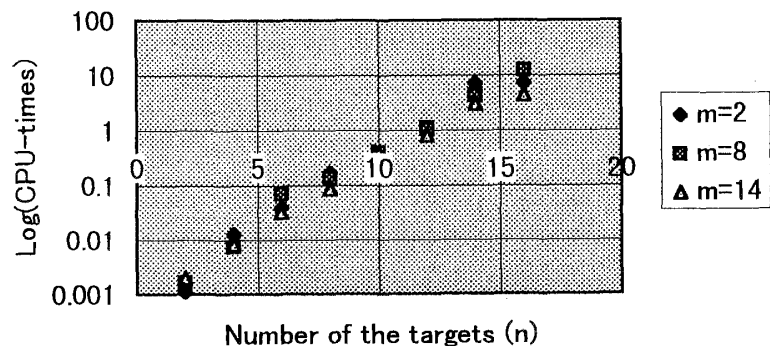 100
10
1
0.1
0.01
0.001
0 5 10 15 20
Log(CPU-times)
Number of the targets (n)
m=2
m=8
m=14